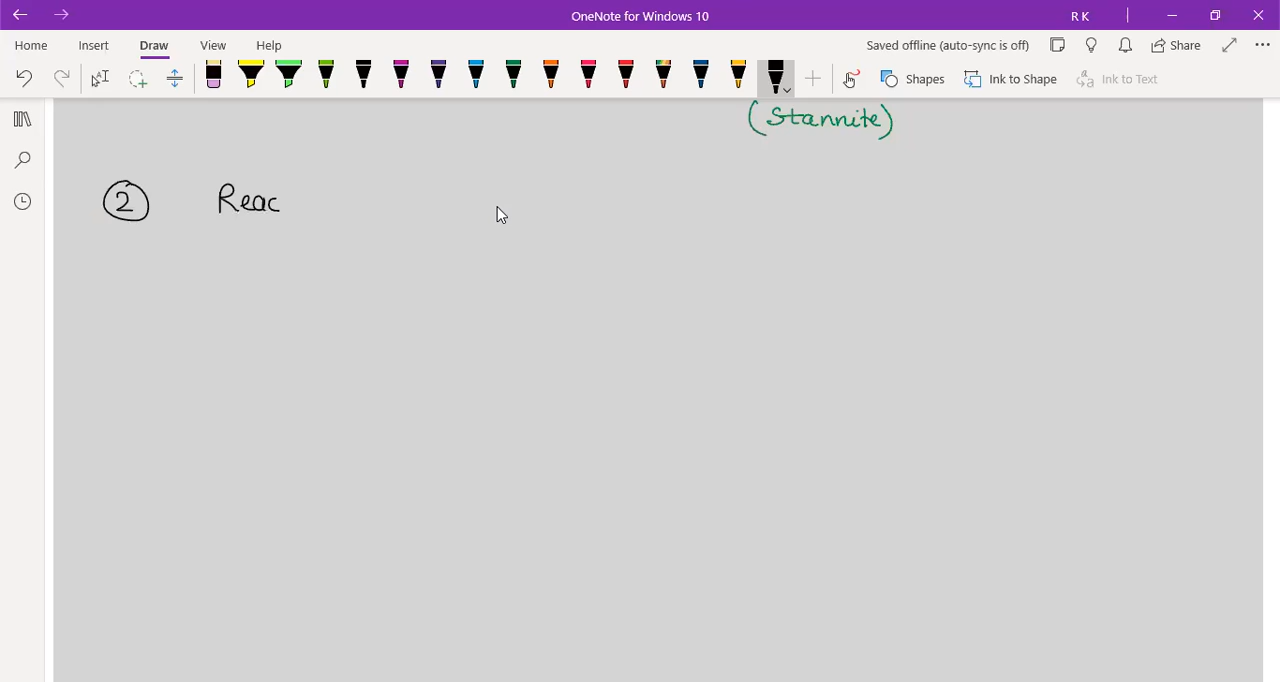 OneNote for Windows 10
R K
Home Insert Draw View Help
Saved offline (auto-sync is off) Share
Shapes Ink to Shape Ink to Text
(Stannite)
2 Reac